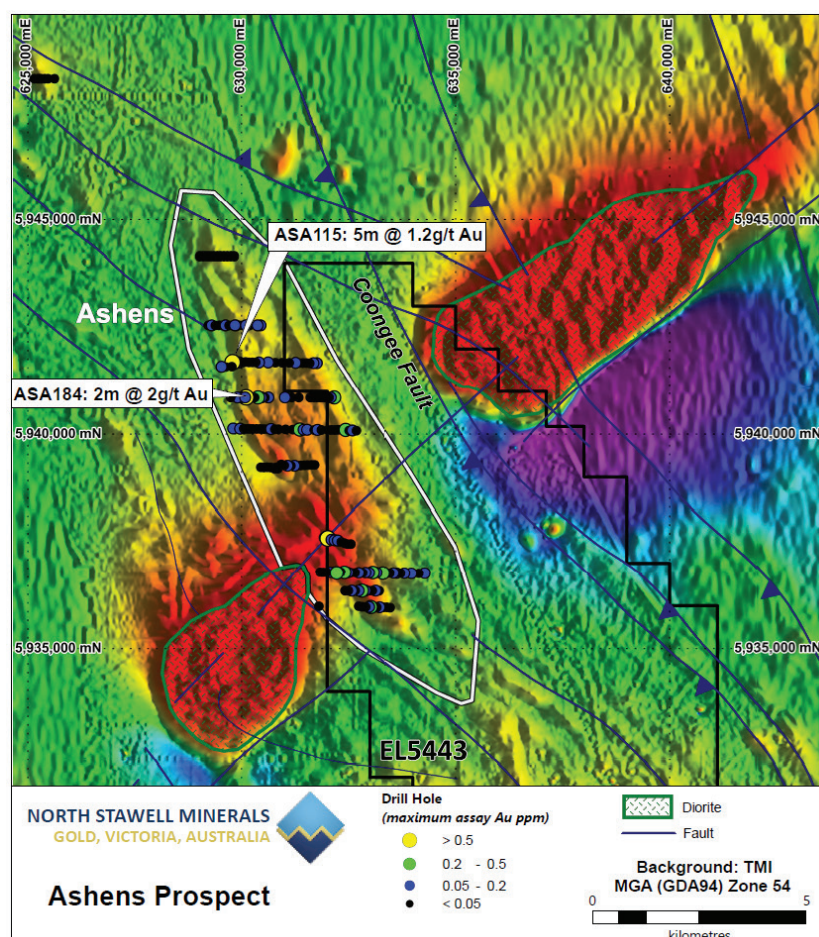 625,000 mE
630,000 mE
635,000 mE
640,000 mE
5,945,000 mN
5,945,000 mN
ASA115: 5m @ 1.2g/t Au
Ashens
Coongee Fault
ASA184: 2m @ 2g/t Au
5,940,000 mN
5,940,000 mN
5,935,000 mN
5,935,000 mN
EL5443
NORTH STAWELL MINERALS
GOLD, VICTORIA, AUSTRALIA
Ashens Prospect
Drill Hole
(maximum assay Au ppm)
> 0.5
0.2 - 0.5
0.05 - 0.2
< 0.05
Diorite
Fault
Background: TMI
MGA (GDA94) Zone 54
0 5
kilometres